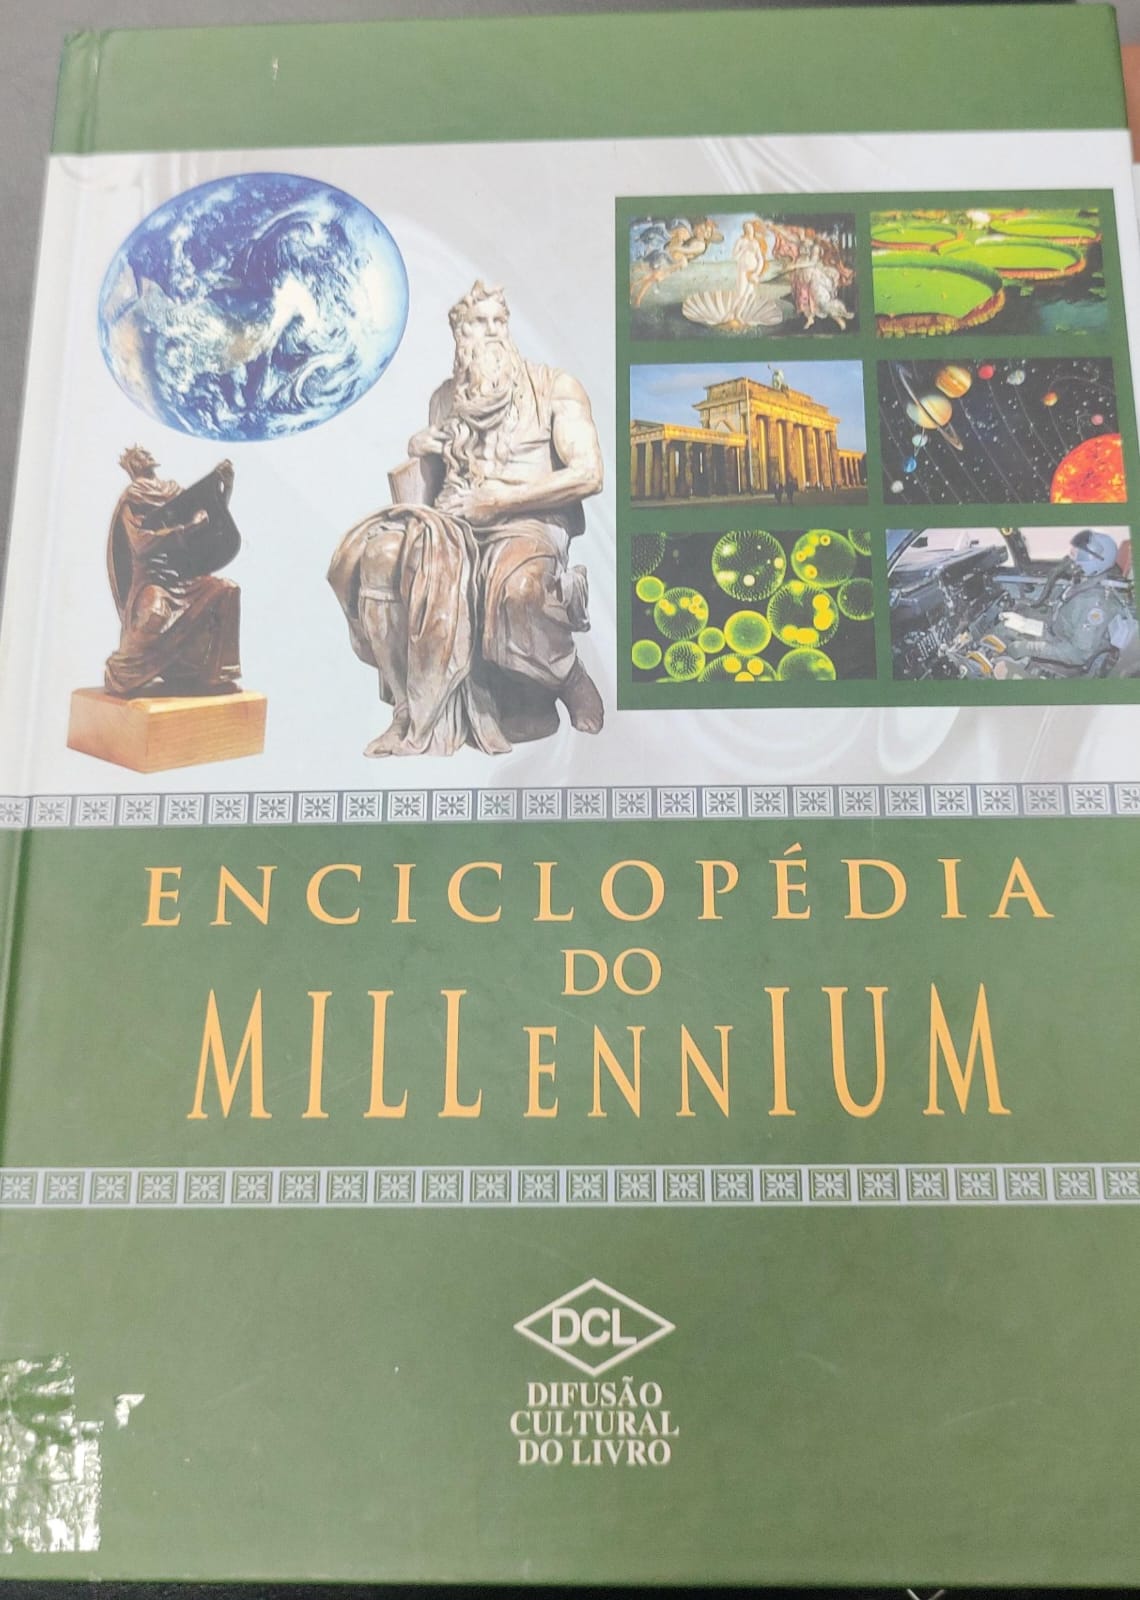 ENCICLOPÉDIA
DO
MILLENNIUM
DCL
DIFUSÃO
CULTURAL
DO LIVRO